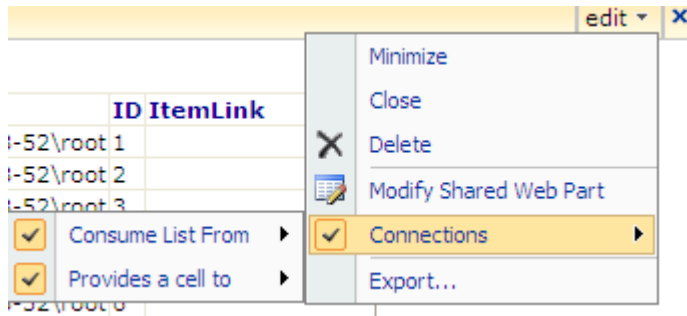 edit
Minimize
Close
ID ItemLink
-52\root 1
Delete
-52\root 2
Modify Shared Web Part
-52\root 3
Consume List From
Connections
Provides a cell to
Export...